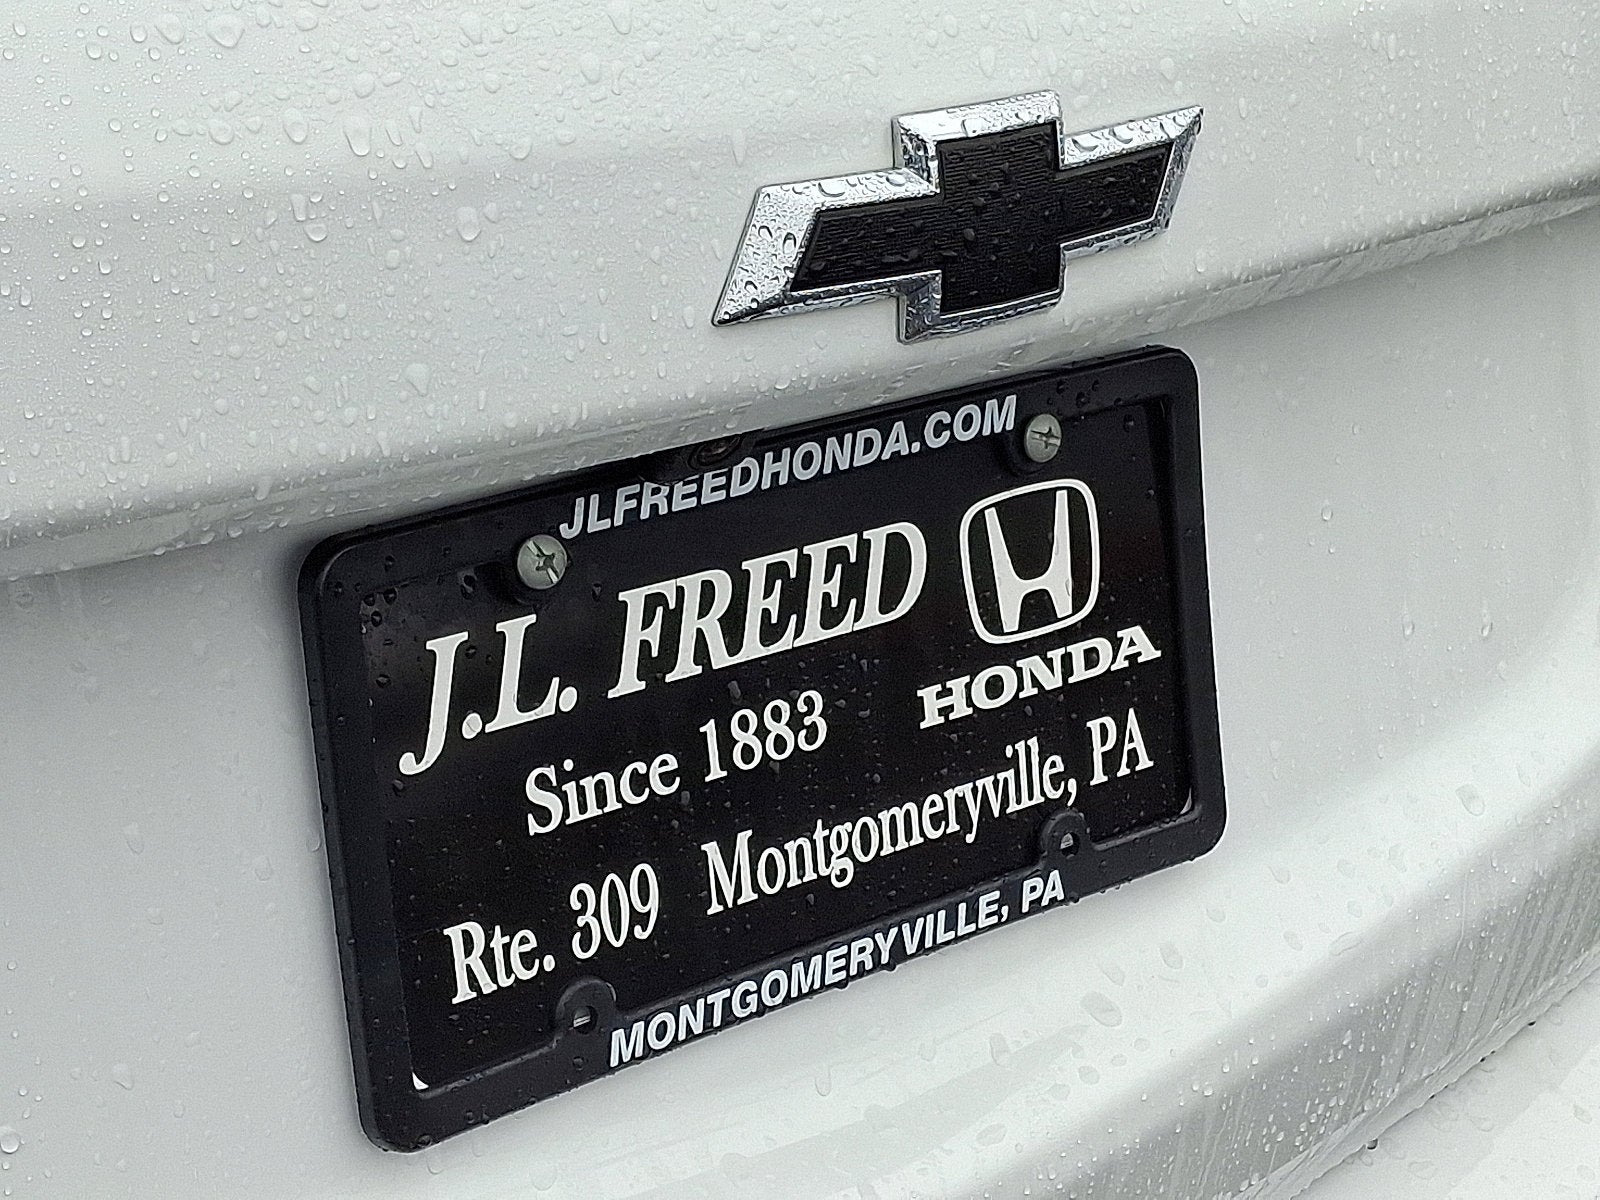 JLFREEDHONDA.COM
J.L. FREED
HONDA
Since 1883
Rte. 309 Montgomeryville, PA
MONTGOMERYVILLE, PA